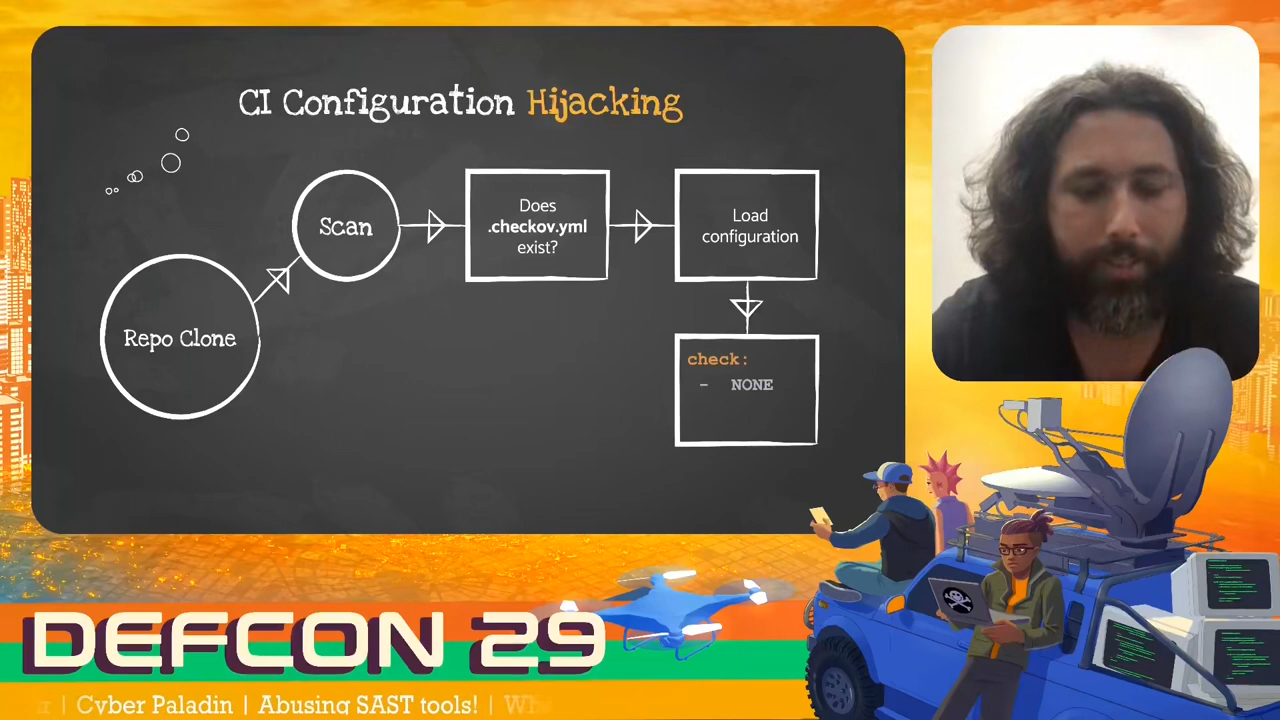 CI Configuration Hijacking
Repo Clone
Scan
Does
.checkov.yml
exist?
Load
configuration
check:
- NONE
DEFCON 29
| Cyber Paladin | Abusing SAST tools! |